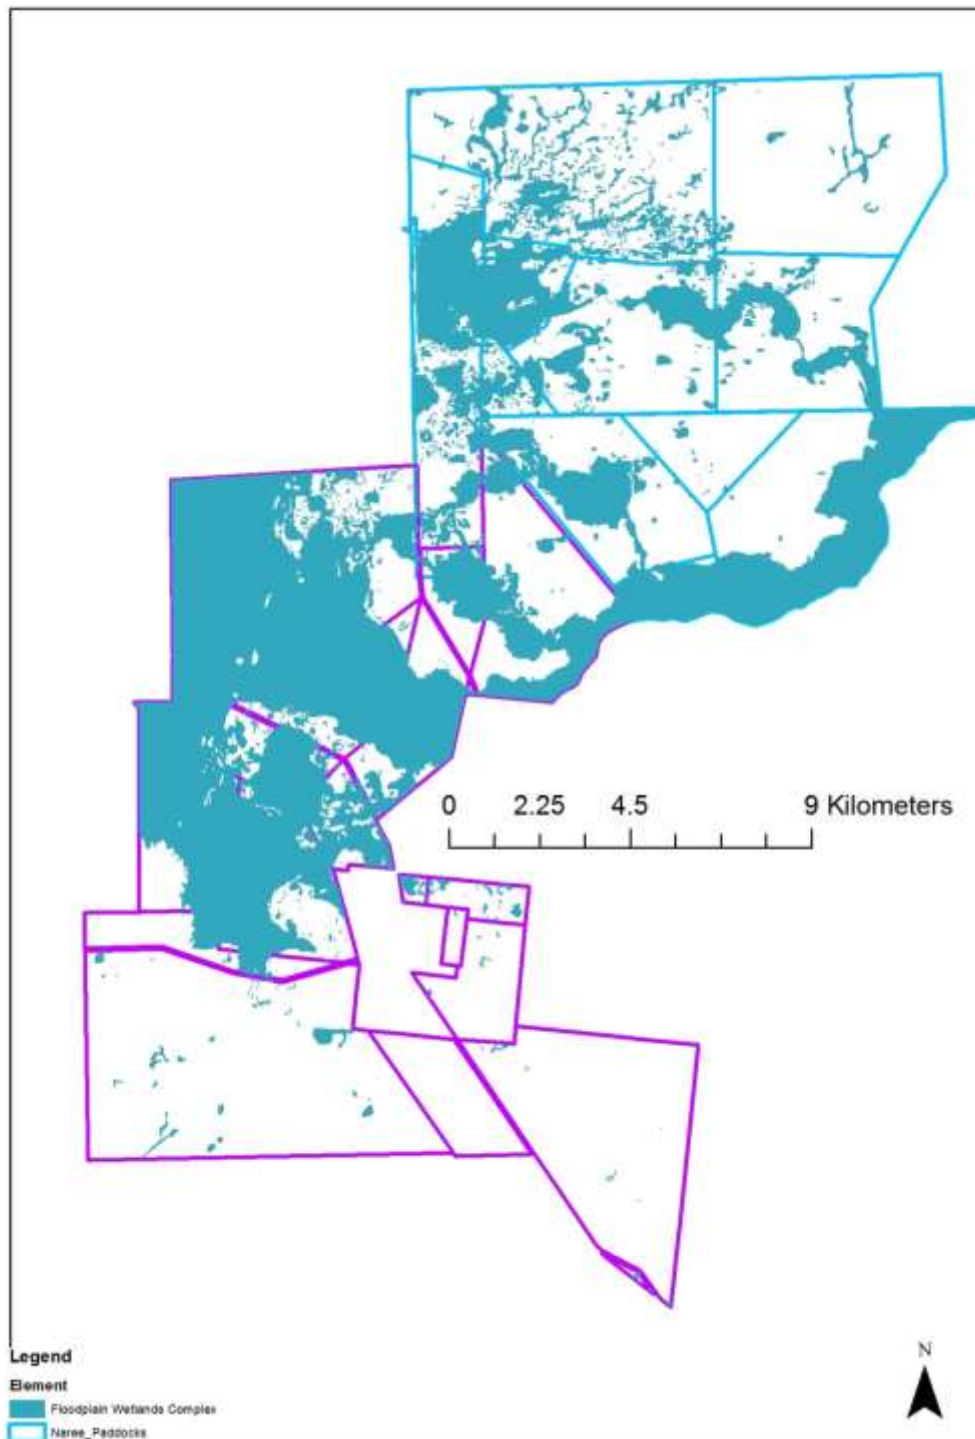 0 2.25 4.5 9 Kilometers
N
Legend
Element
Floodplain Wetlands Complex
Naree_Paddocks